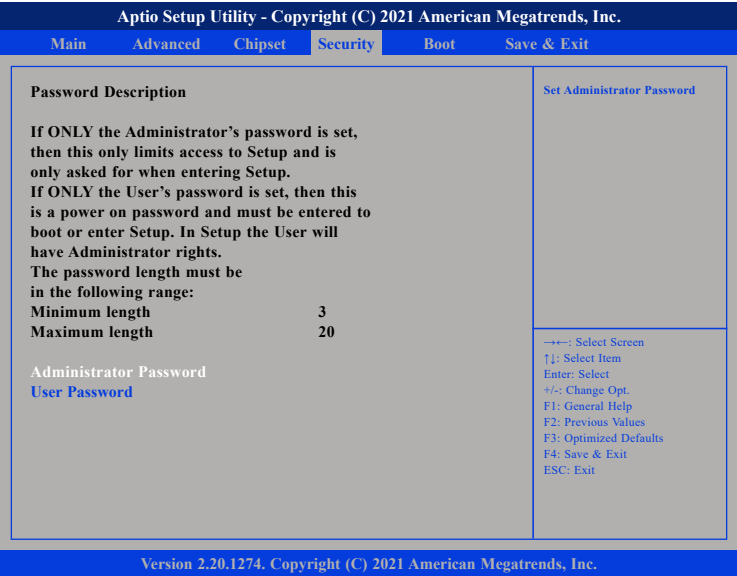 Aptio Setup Utility - Copyright (C) 2021 American Megatrends, Inc.
Main Advanced Chipset Security Boot Save & Exit
Password Description
If ONLY the Administrator’s password is set,
then this only limits access to Setup and is
only asked for when entering Setup.
If ONLY the User’s password is set, then this
is a power on password and must be entered to
boot or enter Setup. In Setup the User will
have Administrator rights.
The password length must be
in the following range:
Minimum length 3
Maximum length 20
Administrator Password
User Password
Set Administrator Password
→←: Select Screen
↑↓: Select Item
Enter: Select
+/-: Change Opt.
F1: General Help
F2: Previous Values
F3: Optimized Defaults
F4: Save & Exit
ESC: Exit
Version 2.20.1274. Copyright (C) 2021 American Megatrends, Inc.